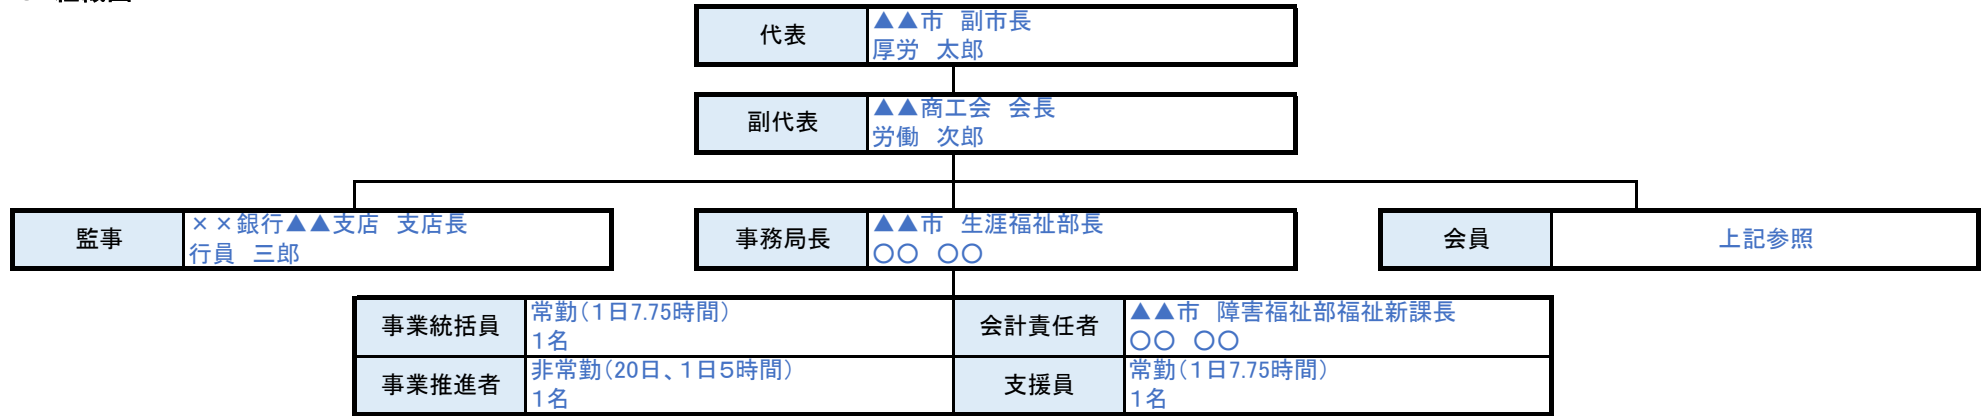 代表
▲▲市　副市長
厚労　太郎
副代表
▲▲商工会　会長
労働　次郎
監事
××銀行▲▲支店　支店長
行員　三郎
事務局長
▲▲市　生涯福祉部長
○○　○○
会員
上記参照
事業統括員
常勤（１日7.75時間）
１名
会計責任者
▲▲市　障害福祉部福祉新課長
○○　○○
事業推進者
非常勤（20日、１日５時間）
１名
支援員
常勤（１日7.75時間）
１名